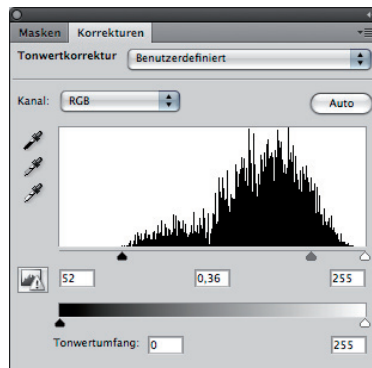 Masken Korrekturen
Tonwertkorrektur Benutzerdefiniert
Kanal: RGB Auto
52 0,36 255
Tonwertumfang: 0 255